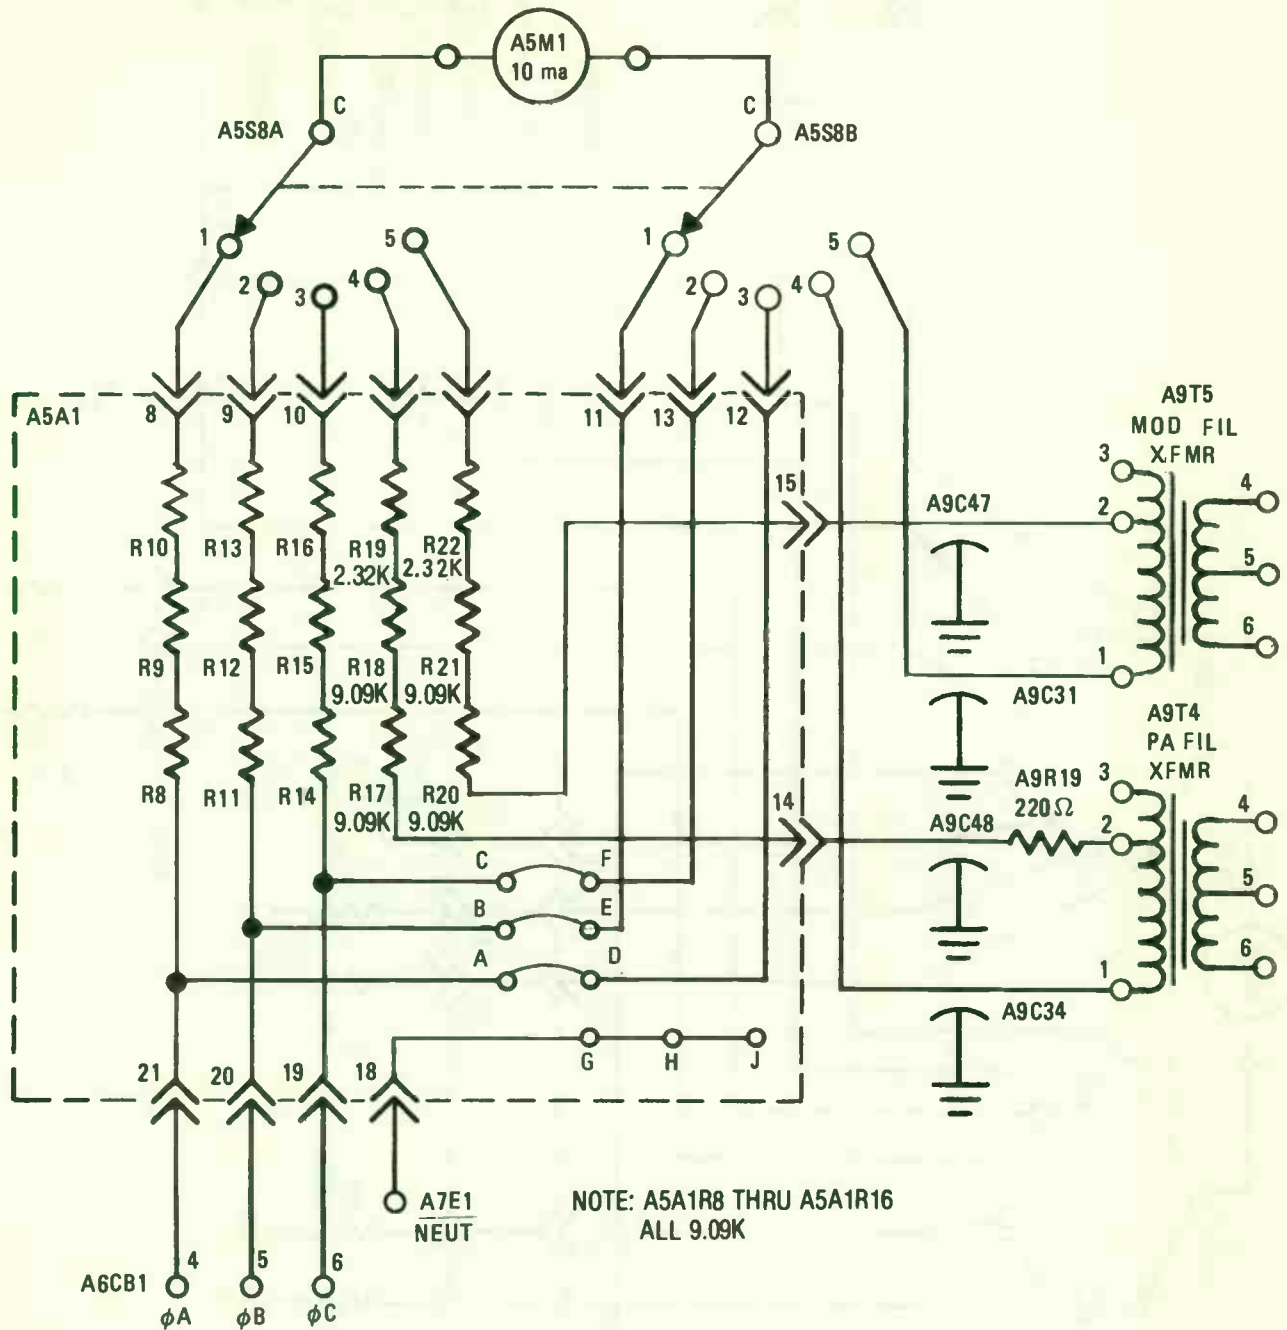 A5M1
10 ma
C
A5S8A
C
A5S8B
1
2
3
4
5
1
2
3
4
5
A5A1
8
9
10
11
13
12
R10
R13
R16
R19
2.32K
R22
2.32K
R9
R12
R15
R18
9.09K
R21
9.09K
R8
R11
R14
R17
9.09K
R20
9.09K
15
14
A9C47
A9C31
A9T5
MOD FIL
XFMR
3
2
1
4
5
6
A9T4
PA FIL
XFMR
A9R19
220Ω
A9C48
3
2
1
4
5
6
A9C34
C
F
B
E
A
D
G
H
J
21
20
19
18
A7E1
NEUT
NOTE: A5A1R8 THRU A5A1R16
ALL 9.09K
A6CB1
4
5
6
φA
φB
φC